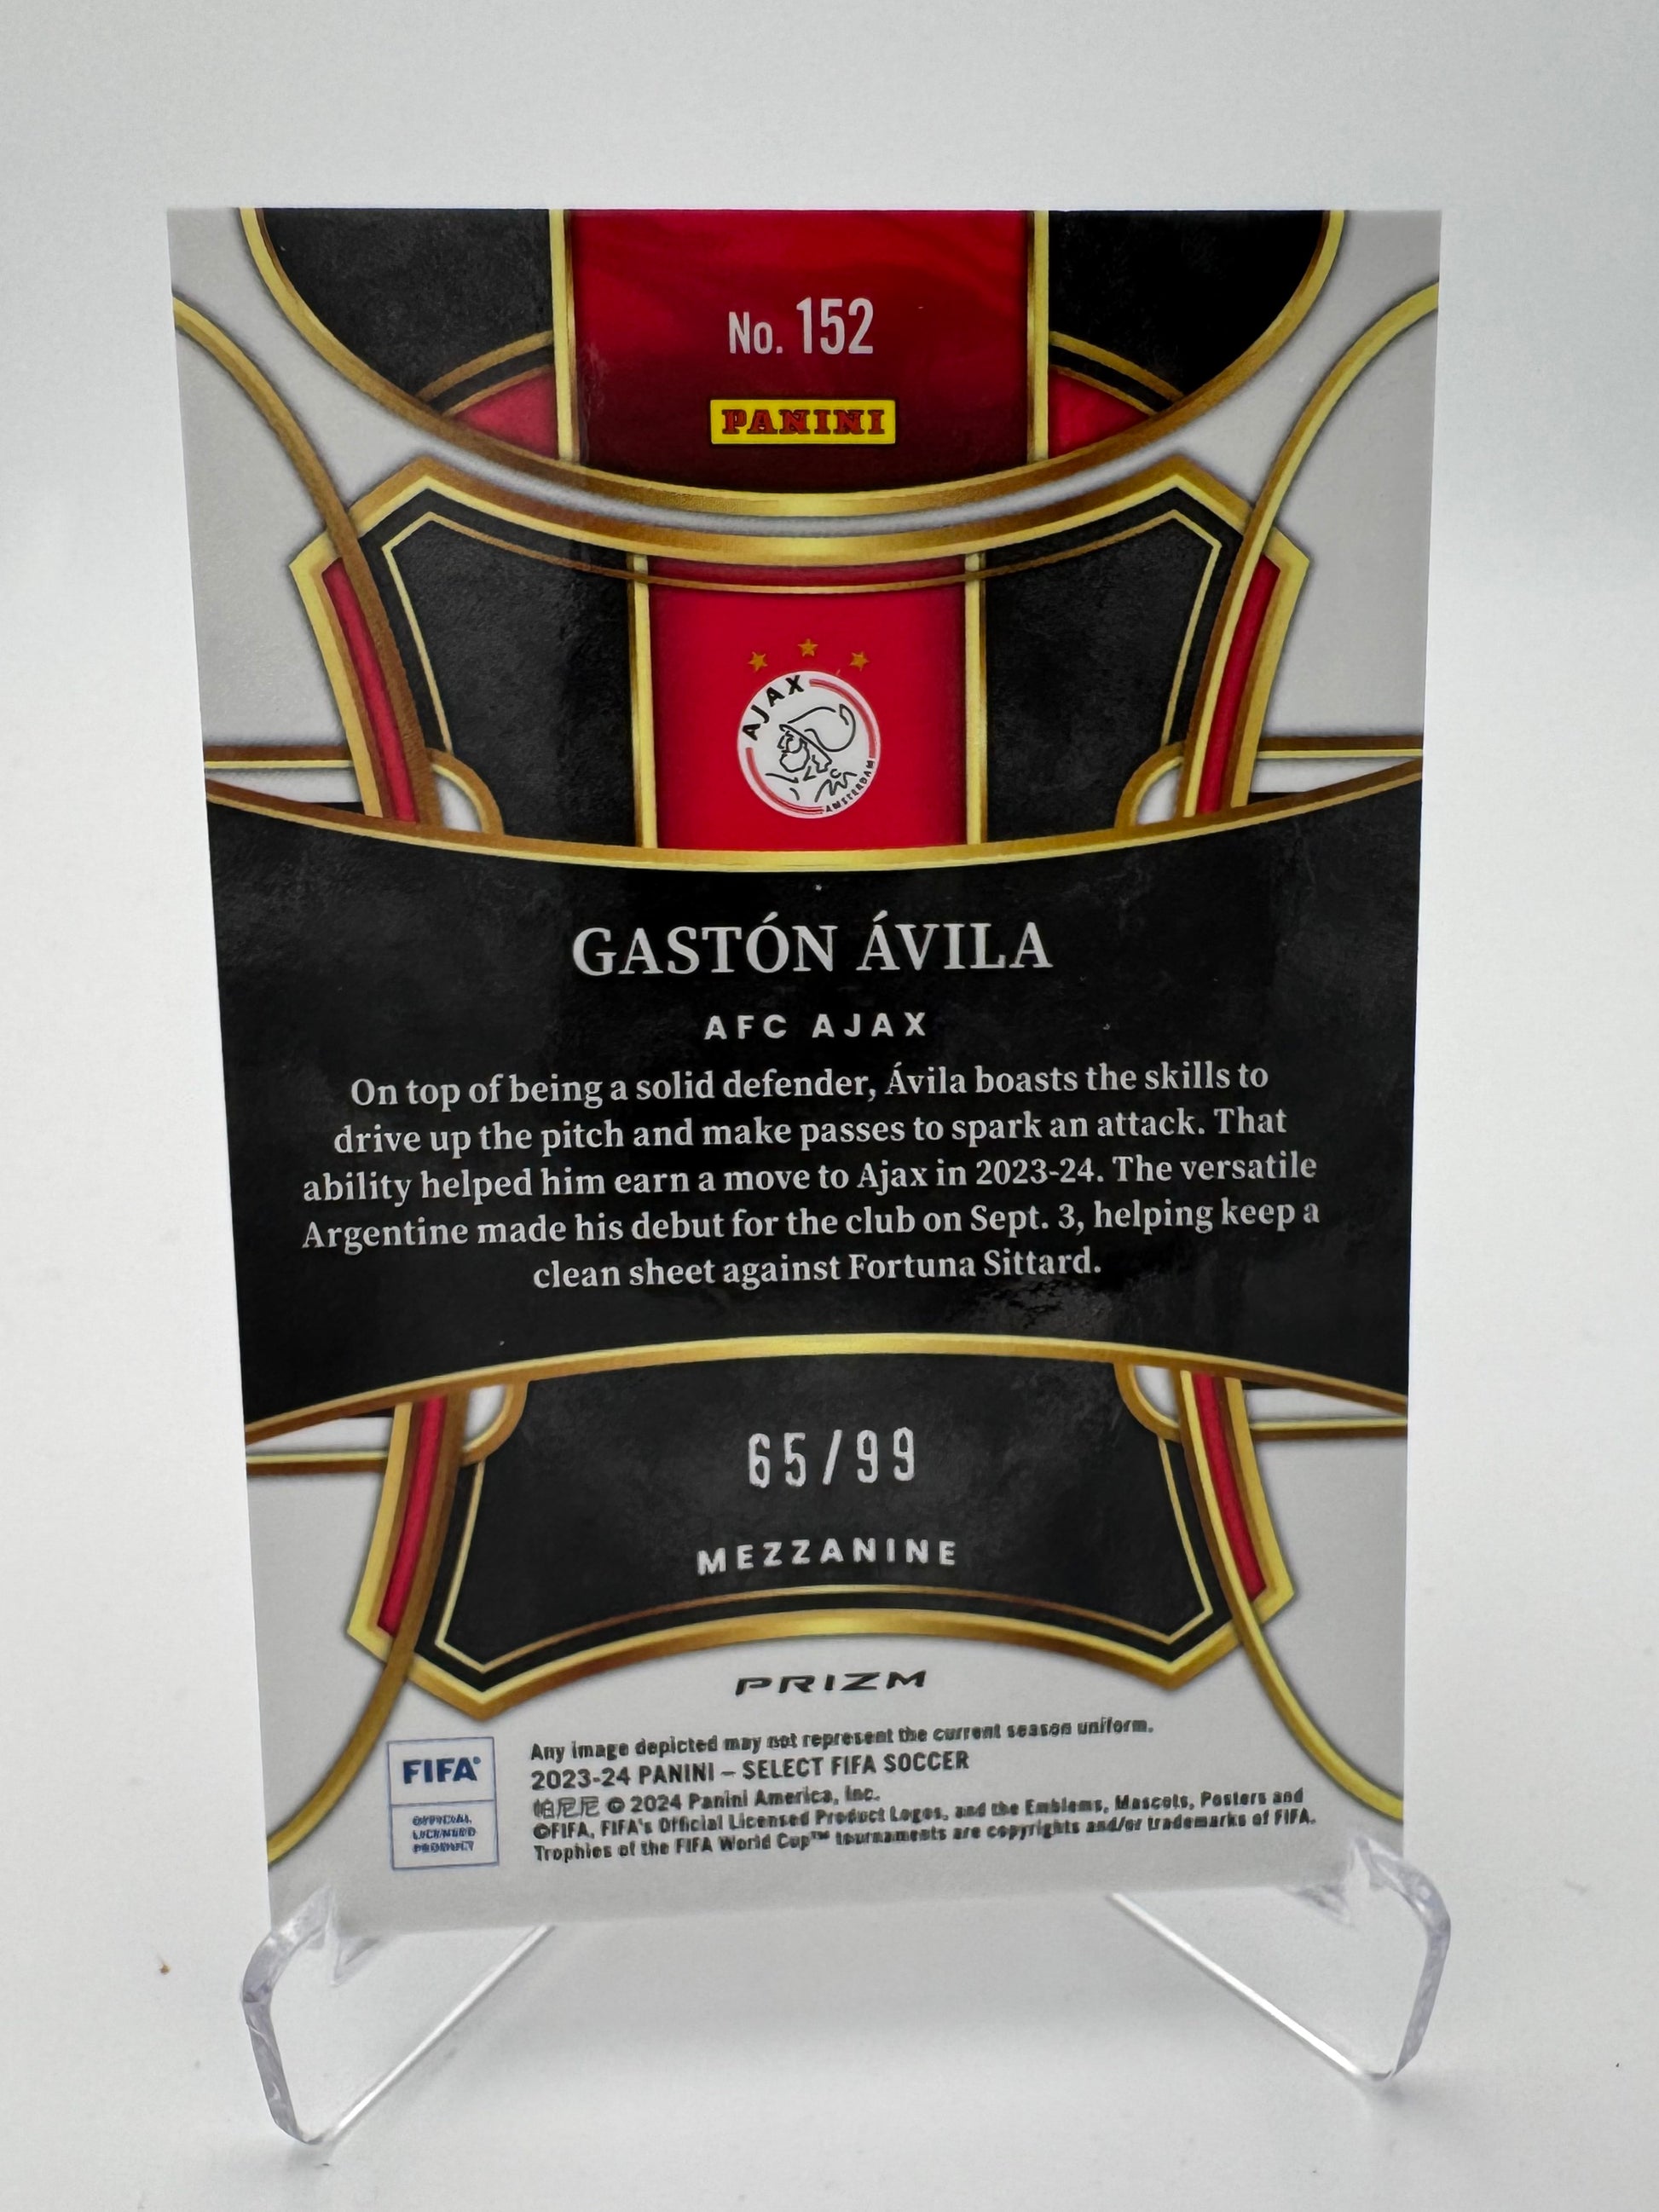 No. 152
PANINI
AJAX
AMSTERDAM
GASTÓN ÁVILA
AFC AJAX
On top of being a solid defender, Ávila boasts the skills to
drive up the pitch and make passes to spark an attack. That
ability helped him earn a move to Ajax in 2023-24. The versatile
Argentine made his debut for the club on Sept. 3, helping keep a
clean sheet against Fortuna Sittard.
65/99
MEZZANINE
PRIZM
Any image depicted may not represent the current season uniform.
2023-24 PANINI – SELECT FIFA SOCCER
帕尼尼 © 2024 Panini America, Inc.
©FIFA, FIFA's Official Licensed Product Logos, and the Emblems, Mascots, Posters and
Trophies of the FIFA World Cup™ tournaments are copyrights and/or trademarks of FIFA.
FIFA®
OFFICIAL
LICENSED
PRODUCT